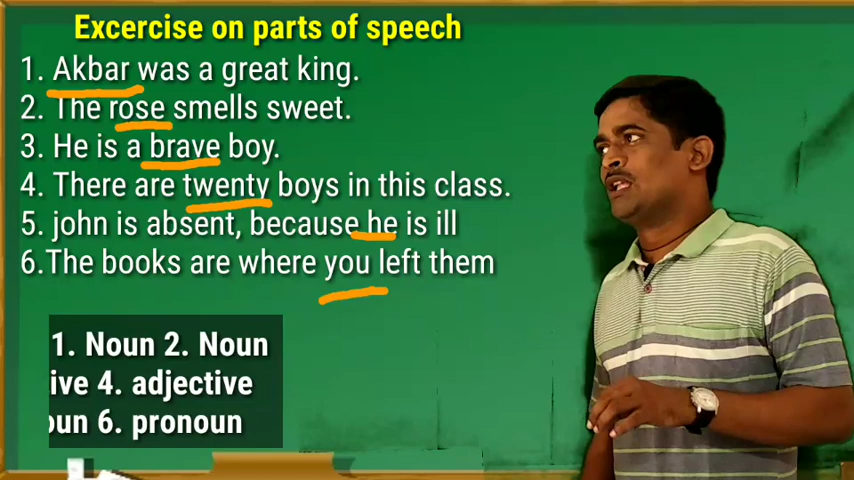 Excercise on parts of speech
1. Akbar was a great king.
2. The rose smells sweet.
3. He is a brave boy.
4. There are twenty boys in this class.
5. john is absent, because he is ill
6.The books are where you left them
1. Noun 2. Noun
ive 4. adjective
oun 6. pronoun